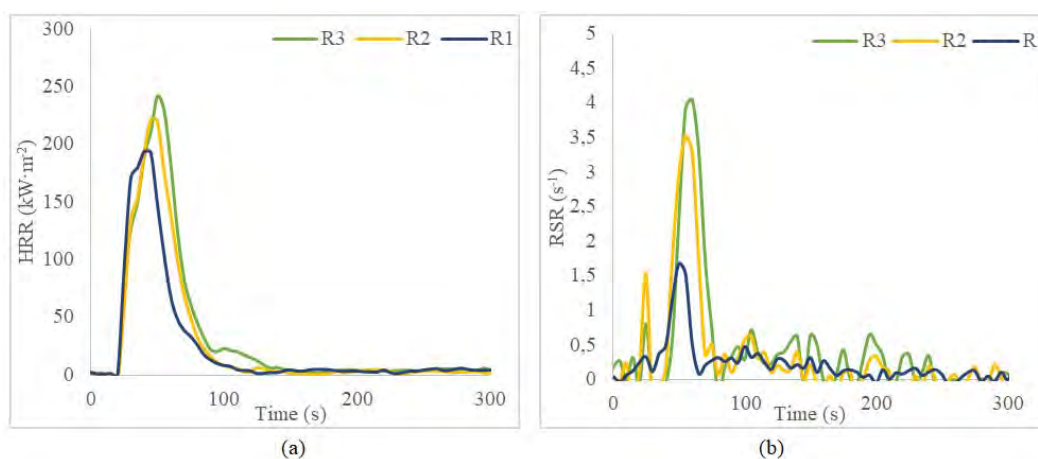 300
250
200
150
100
50
0
HRR (kW·m⁻²)
R3 R2 R1
0 100 200 300
Time (s)
(a)
5
4,5
4
3,5
3
2,5
2
1,5
1
0,5
0
RSR (s⁻¹)
R3 R2 R
0 100 200 300
Time (s)
(b)